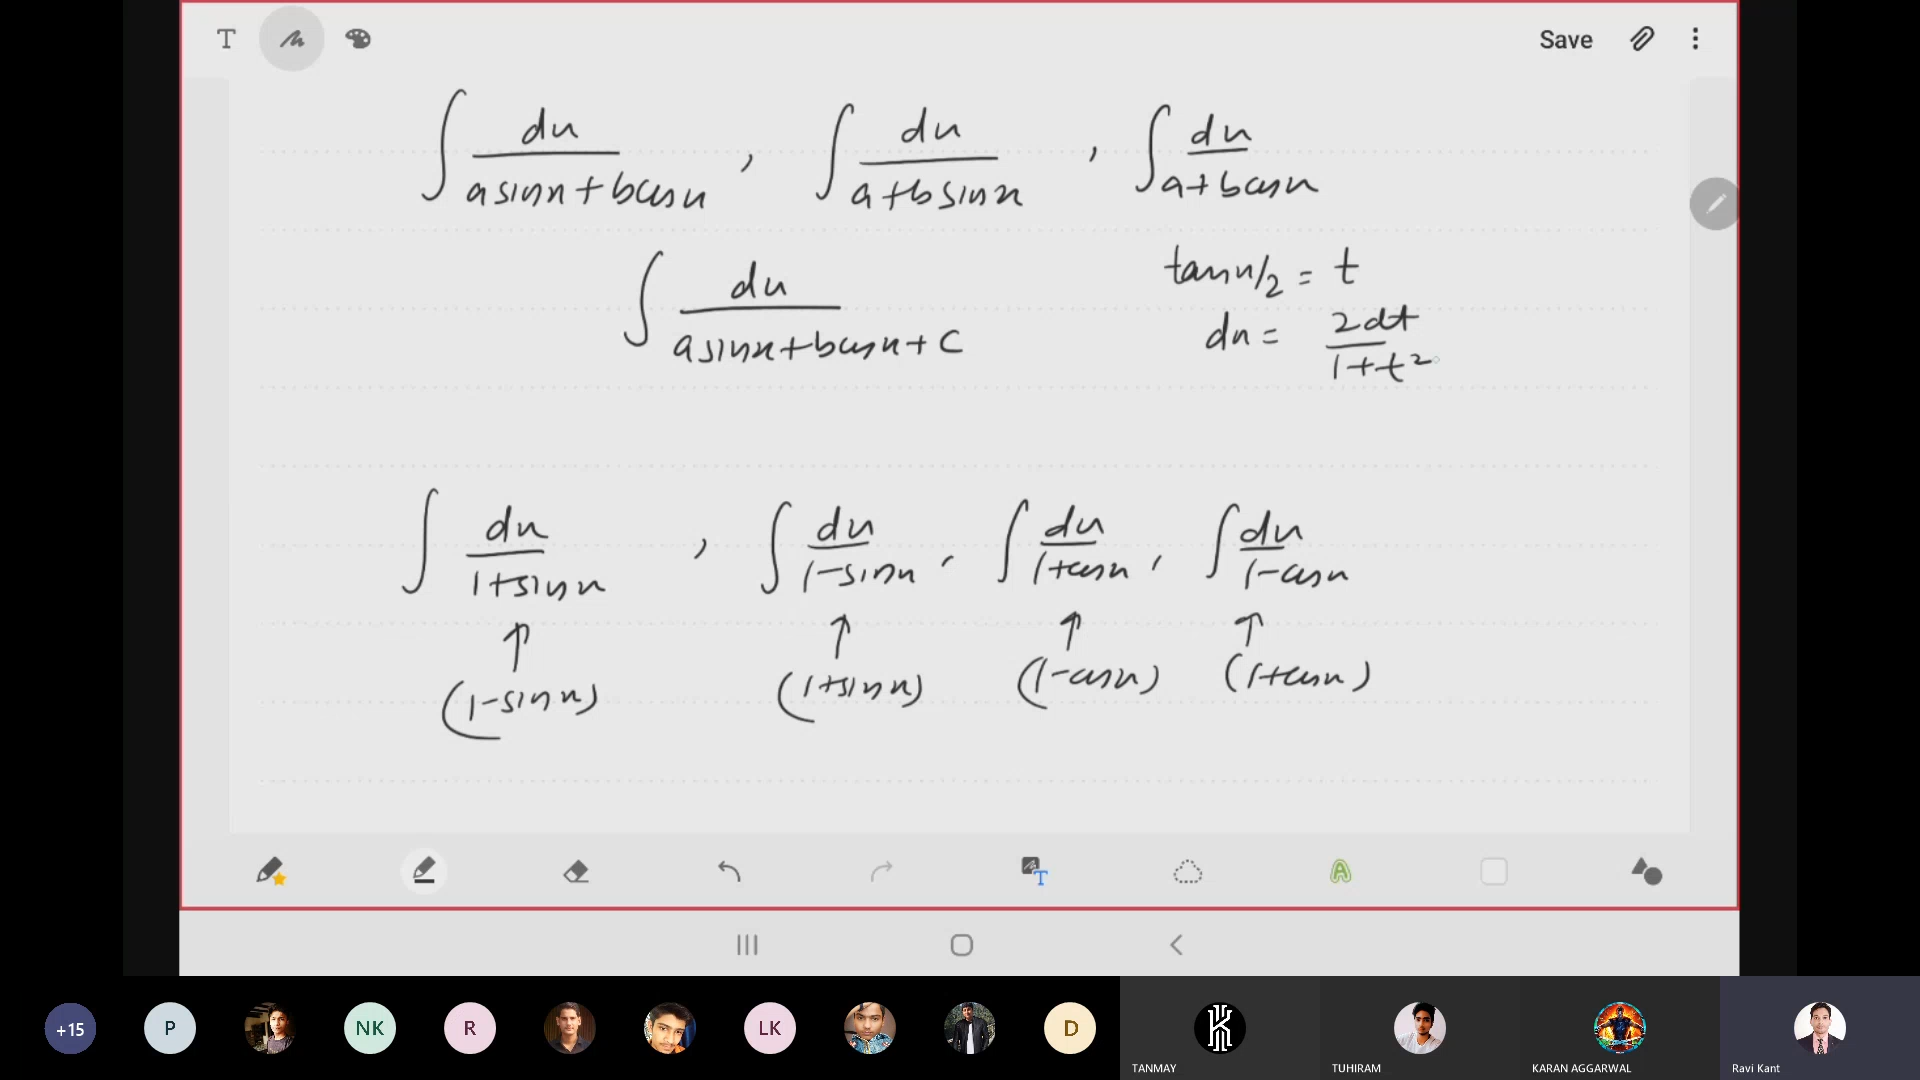 T Save
∫ dx/(a sinx + b cosx) , ∫ dx/(a + b sinx) , ∫ dx/(a + b cosx)
∫ dx/(a sinx + b cosx + c)
tan x/2 = t
dx = 2dt/(1 + t²)
∫ dx/(1 + sinx) , ∫ dx/(1 - sinx) , ∫ dx/(1 + cosx) , ∫ dx/(1 - cosx)
↑ ↑ ↑ ↑
(1 - sinx) (1 + sinx) (1 - cosx) (1 + cosx)
T A
+15 P NK R LK D K
TANMAY TUHIRAM KARAN AGGARWAL Ravi Kant